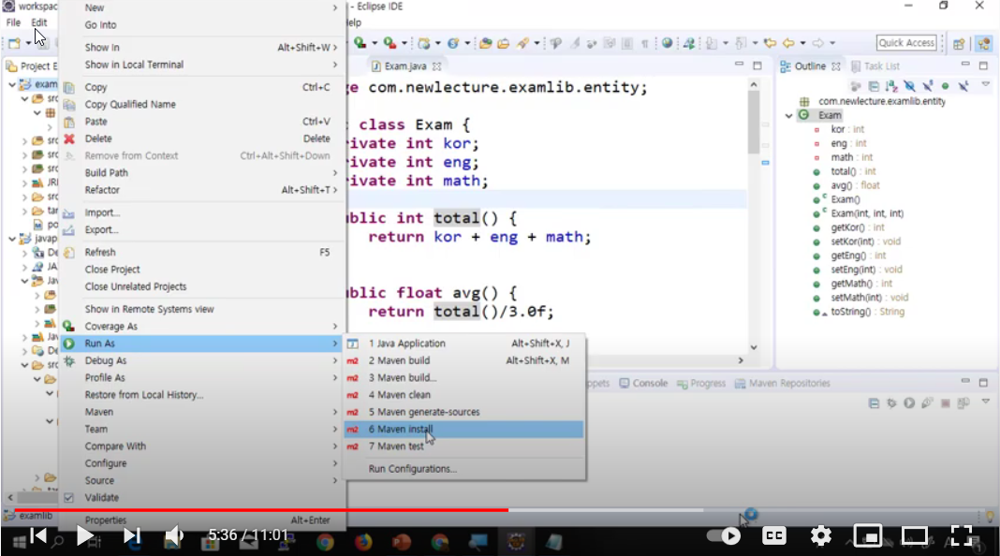 workspac
- Eclipse IDE
File Edit
elp
Quick Access
New
Go Into
Show In Alt+Shift+W >
Show in Local Terminal >
Copy Ctrl+C
Copy Qualified Name
Paste Ctrl+V
Delete Delete
Remove from Context Ctrl+Alt+Shift+Down
Build Path >
Refactor Alt+Shift+T >
Import...
Export...
Refresh F5
Close Project
Close Unrelated Projects
Show in Remote Systems view
Coverage As >
Run As >
Debug As >
Profile As >
Restore from Local History...
Maven >
Team >
Compare With >
Configure >
Source >
Validate
Properties Alt+Enter
1 Java Application Alt+Shift+X, J
2 Maven build Alt+Shift+X, M
3 Maven build...
4 Maven clean
5 Maven generate-sources
6 Maven install
7 Maven test
Run Configurations...
Project E
exam
src
src
src
src
JRE
src
tar
po
javap
De
JA
Jav
Jav
De
src
examlib
Exam.java
ge com.newlecture.examlib.entity;
class Exam {
rivate int kor;
rivate int eng;
rivate int math;
ublic int total() {
return kor + eng + math;
ublic float avg() {
return total()/3.0f;
ppets Console Progress Maven Repositories
Outline Task List
com.newlecture.examlib.entity
Exam
kor : int
eng : int
math : int
total() : int
avg() : float
Exam()
Exam(int, int, int)
getKor() : int
setKor(int) : void
getEng() : int
setEng(int) : void
getMath() : int
setMath(int) : void
toString() : String
5:36 / 11:01
CC